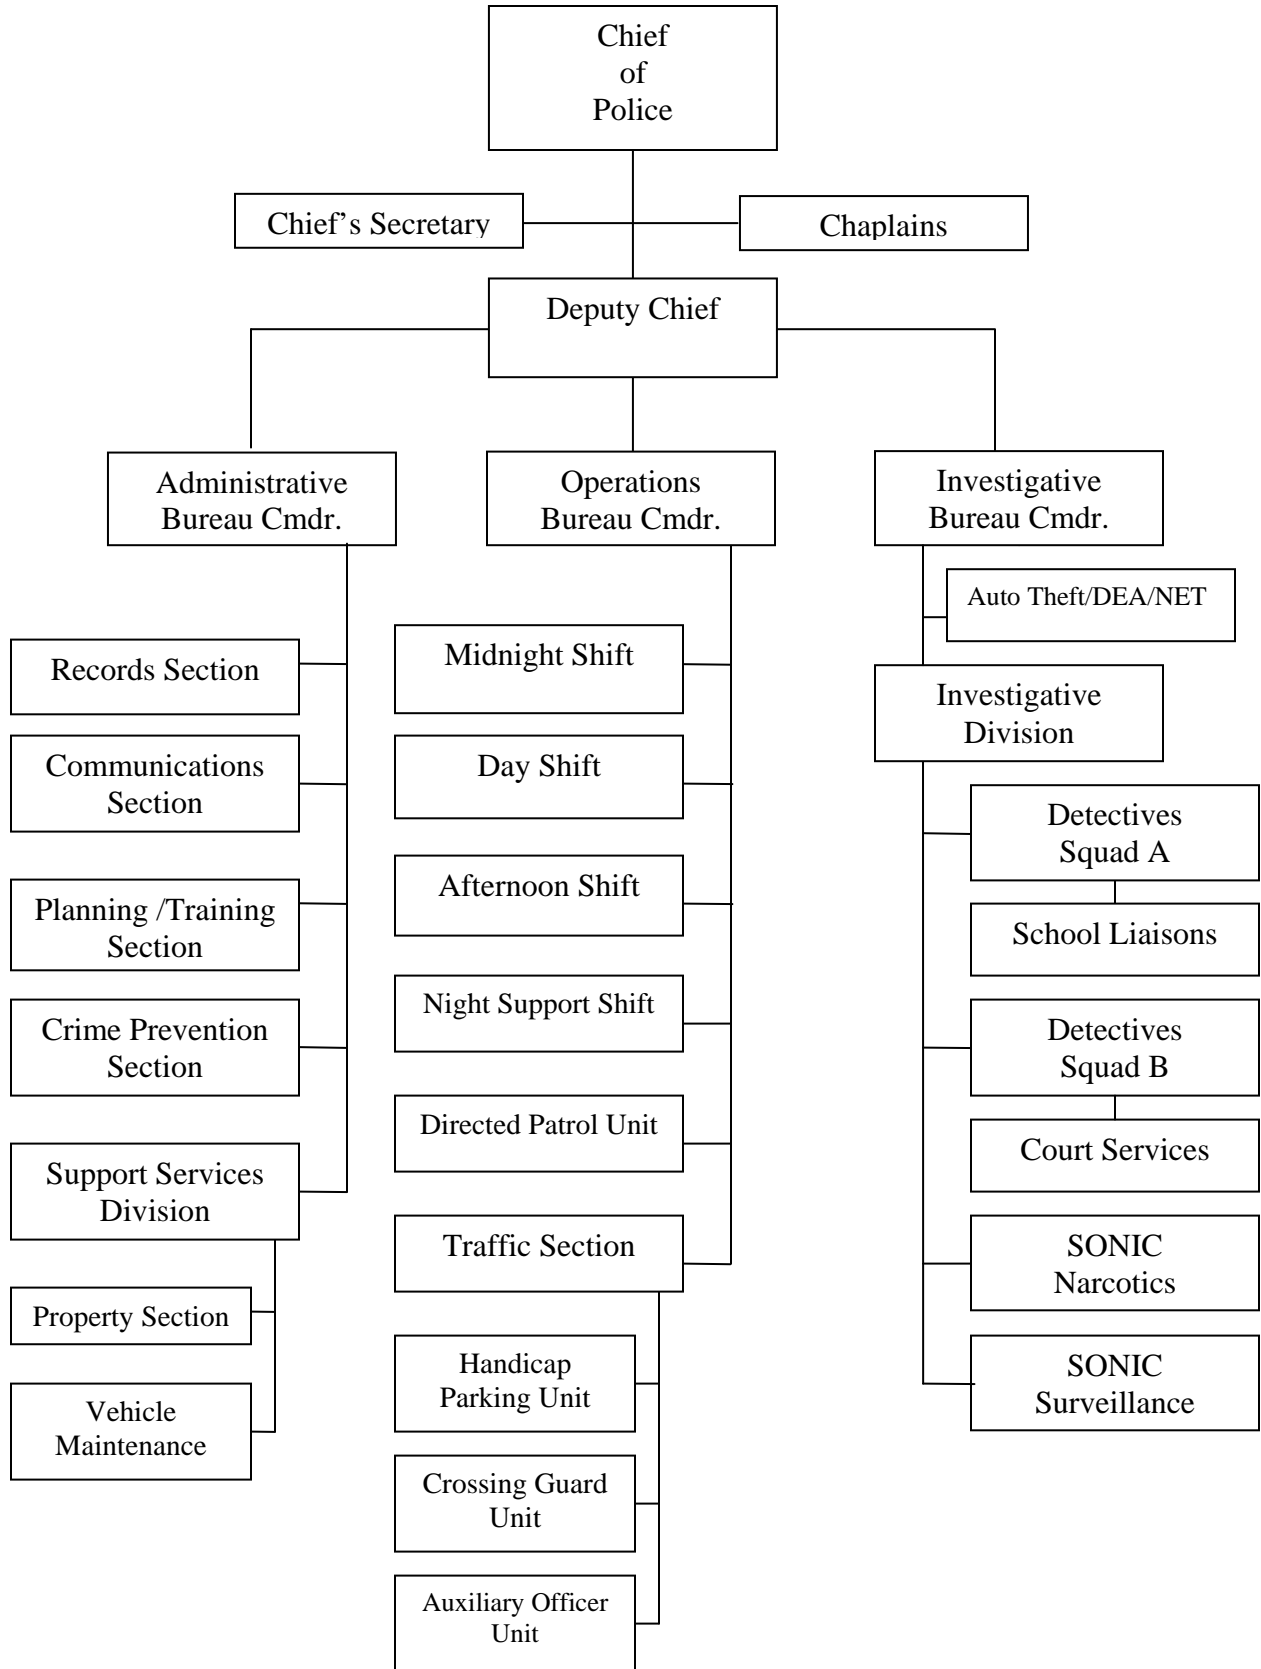 Chief
of
Police
Chief’s Secretary
Chaplains
Deputy Chief
Administrative
Bureau Cmdr.
Operations
Bureau Cmdr.
Investigative
Bureau Cmdr.
Auto Theft/DEA/NET
Records Section
Midnight Shift
Investigative
Division
Communications
Section
Day Shift
Detectives
Squad A
Planning /Training
Section
Afternoon Shift
School Liaisons
Crime Prevention
Section
Night Support Shift
Detectives
Squad B
Support Services
Division
Directed Patrol Unit
Court Services
Property Section
Traffic Section
SONIC
Narcotics
Vehicle
Maintenance
Handicap
Parking Unit
SONIC
Surveillance
Crossing Guard
Unit
Auxiliary Officer
Unit